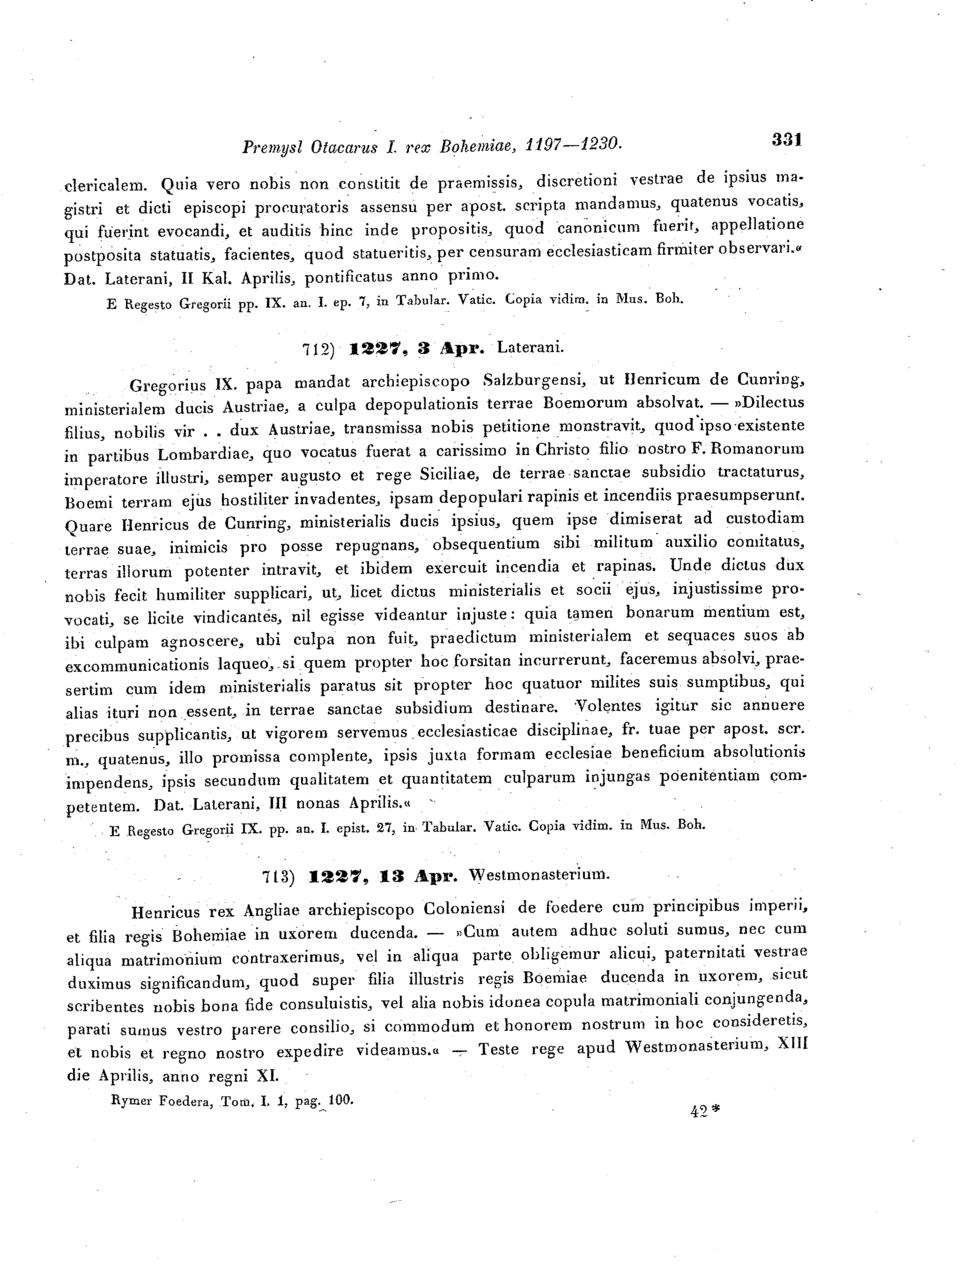 Premysl Otacarus I. rex Bohemiae, 1197—1230. 331
clericalem. Quia vero nobis non constitit de praemissis, discretioni vestrae de ipsius ma-
gistri et dicti episcopi procuratoris assensu per apost. scripta mandamus, quatenus vocatis,
qui fuerint evocandi, et auditis hinc inde propositis, quod canonicum fuerit, appellatione
postposita statuatis, facientes, quod statueritis, per censuram ecclesiasticam firmiter observari.«
Dat. Laterani, II Kal. Aprilis, pontificatus anno primo.
E Regesto Gregorii pp. IX. an. I. ep. 7, in Tabular. Vatic. Copia vidim. in Mus. Boh.
712) 1227, 3 Apr. Laterani.
Gregorius IX. papa mandat archiepiscopo Salzburgensi, ut Henricum de Cunring,
ministerialem ducis Austriae, a culpa depopulationis terrae Boemorum absolvat. — »Dilectus
filius, nobilis vir . . dux Austriae, transmissa nobis petitione monstravit, quod ipso existente
in partibus Lombardiae, quo vocatus fuerat a carissimo in Christo filio nostro F. Romanorum
imperatore illustri, semper augusto et rege Siciliae, de terrae sanctae subsidio tractaturus,
Boemi terram ejus hostiliter invadentes, ipsam depopulari rapinis et incendiis praesumpserunt.
Quare Henricus de Cunring, ministerialis ducis ipsius, quem ipse dimiserat ad custodiam
terrae suae, inimicis pro posse repugnans, obsequentium sibi militum auxilio comitatus,
terras illorum potenter intravit, et ibidem exercuit incendia et rapinas. Unde dictus dux
nobis fecit humiliter supplicari, ut, licet dictus ministerialis et socii ejus, injustissime pro-
vocati, se licite vindicantes, nil egisse videantur injuste: quia tamen bonarum mentium est,
ibi culpam agnoscere, ubi culpa non fuit, praedictum ministerialem et sequaces suos ab
excommunicationis laqueo, si quem propter hoc forsitan incurrerunt, faceremus absolvi, prae-
sertim cum idem ministerialis paratus sit propter hoc quatuor milites suis sumptibus, qui
alias ituri non essent, in terrae sanctae subsidium destinare. Volentes igitur sic annuere
precibus supplicantis, ut vigorem servemus ecclesiasticae disciplinae, fr. tuae per apost. scr.
m., quatenus, illo promissa complente, ipsis juxta formam ecclesiae beneficium absolutionis
impendens, ipsis secundum qualitatem et quantitatem culparum injungas poenitentiam com-
petentem. Dat. Laterani, III nonas Aprilis.«
E Regesto Gregorii IX. pp. an. I. epist. 27, in Tabular. Vatic. Copia vidim. in Mus. Boh.
713) 1227, 13 Apr. Westmonasterium.
Henricus rex Angliae archiepiscopo Coloniensi de foedere cum principibus imperii,
et filia regis Bohemiae in uxorem ducenda. — »Cum autem adhuc soluti sumus, nec cum
aliqua matrimonium contraxerimus, vel in aliqua parte obligemur alicui, paternitati vestrae
duximus significandum, quod super filia illustris regis Boemiae ducenda in uxorem, sicut
scribentes nobis bona fide consuluistis, vel alia nobis idonea copula matrimoniali conjungenda,
parati sumus vestro parere consilio, si commodum et honorem nostrum in hoc consideretis,
et nobis et regno nostro expedire videamus.« — Teste rege apud Westmonasterium, XIII
die Aprilis, anno regni XI.
Rymer Foedera, Tom. I. 1, pag. 100.
42*